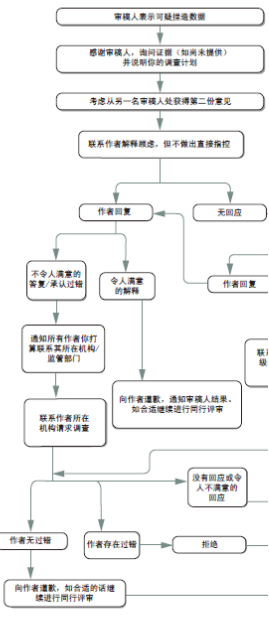 审稿人表示可疑捏造数据
感谢审稿人，询问证据（如尚未提供）
并说明你的调查计划
考虑从另一名审稿人处获得第二份意见
联系作者解释顾虑，但不做出直接指控
作者回复
无回应
不令人满意的
答复/承认过错
令人满意
的解释
作者回复
通知所有作者你打
算联系其所在机构/
监管部门
联系
级
向作者道歉，通知审稿人结果，
如合适继续进行同行评审
联系作者所在
机构请求调查
没有回应或令
人不满意的
回应
作者无过错
作者存在过错
拒绝
向作者道歉，如合适的话继
续进行同行评审